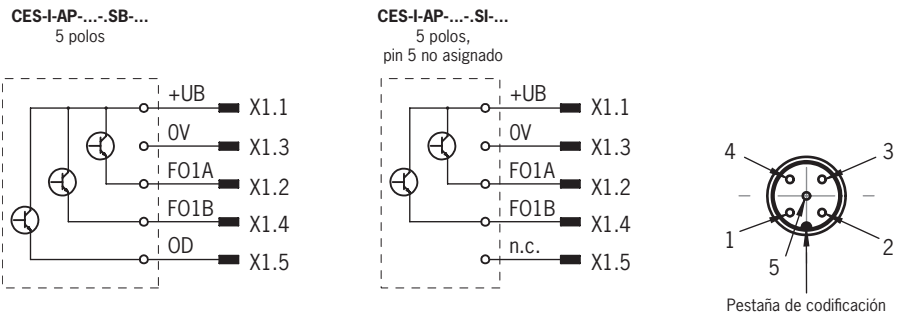 CES-I-AP-...-.SB-...
5 polos
+UB
X1.1
0V
X1.3
FO1A
X1.2
FO1B
X1.4
OD
X1.5
CES-I-AP-...-.SI-...
5 polos,
pin 5 no asignado
+UB
X1.1
0V
X1.3
FO1A
X1.2
FO1B
X1.4
n.c.
X1.5
4
3
1
2
5
Pestaña de codificación